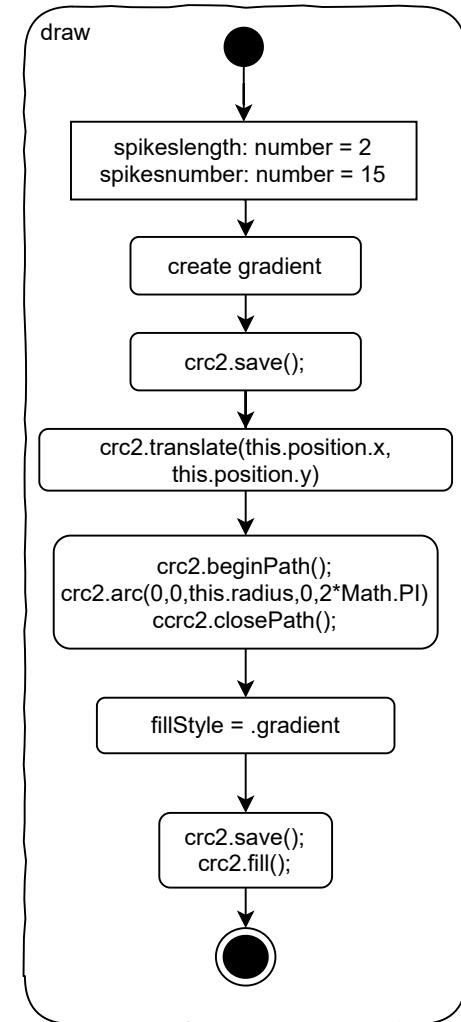 draw
spikeslength: number = 2
spikesnumber: number = 15
create gradient
crc2.save();
crc2.translate(this.position.x,
this.position.y)
crc2.beginPath();
crc2.arc(0,0,this.radius,0,2*Math.PI)
ccrc2.closePath();
fillStyle = .gradient
crc2.save();
crc2.fill();